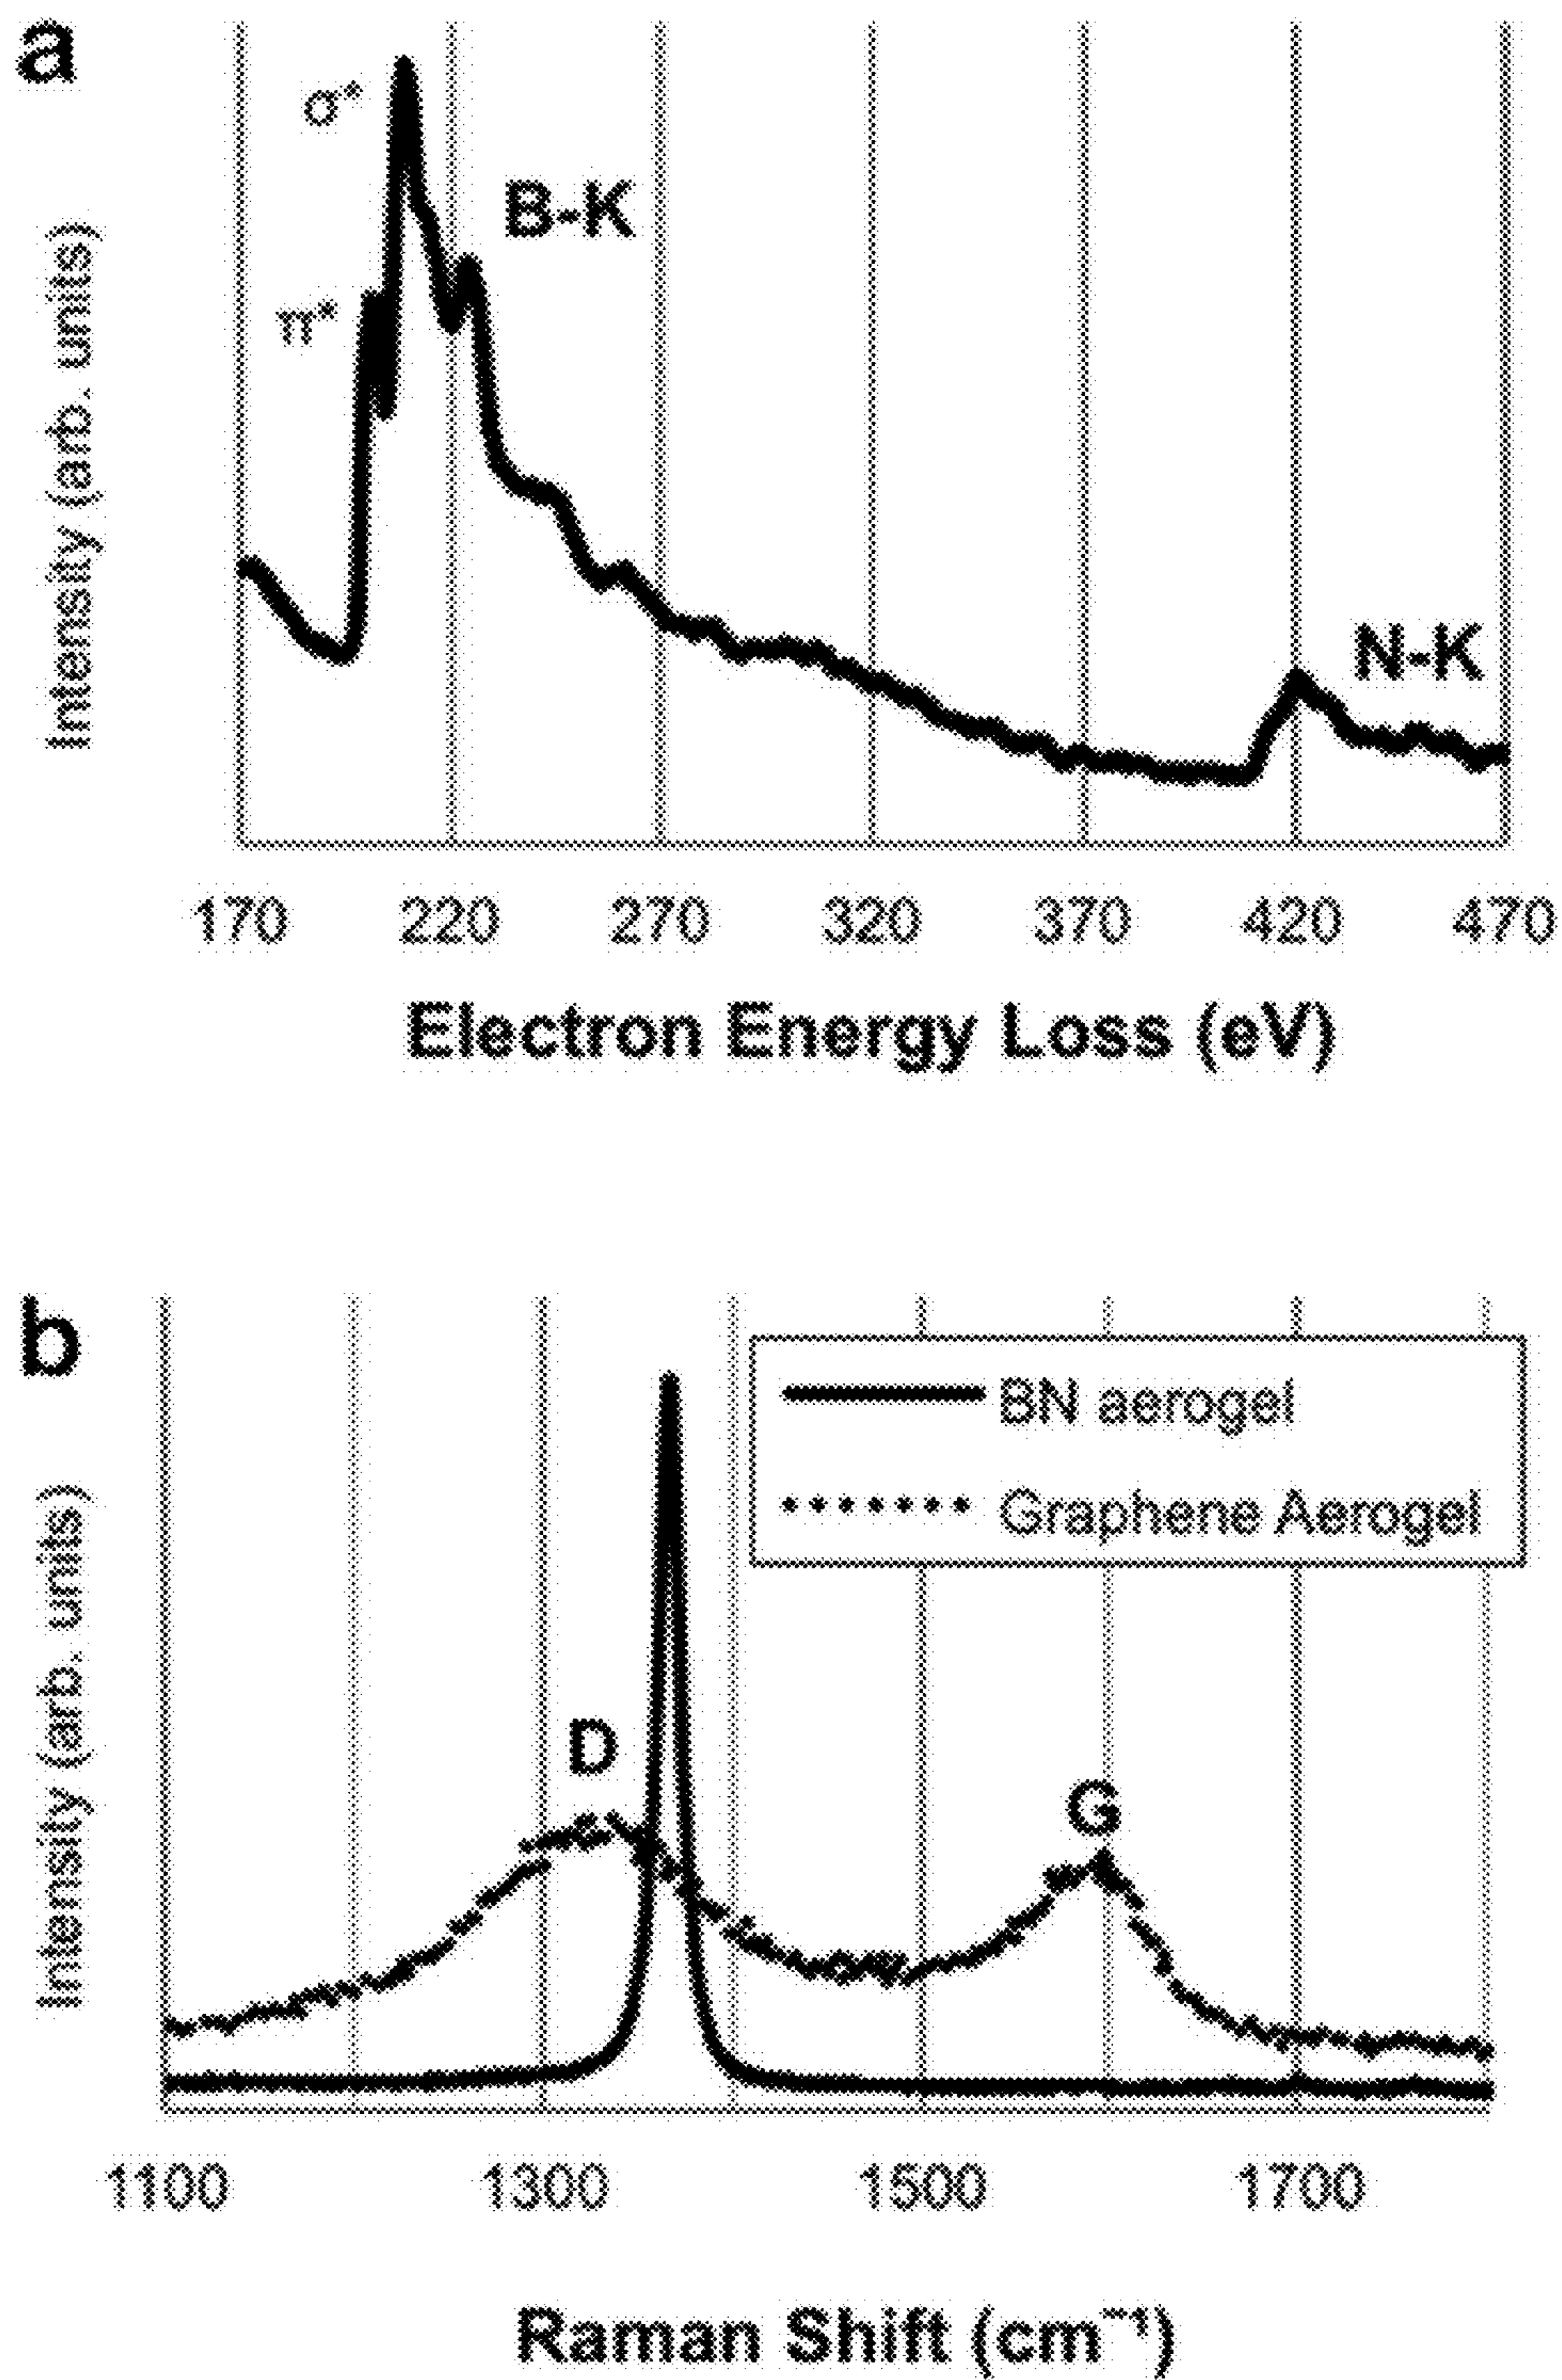 a
σ*
B-K
π*
N-K
Intensity (arb. units)
170 220 270 320 370 420 470
Electron Energy Loss (eV)
b
BN aerogel
Graphene Aerogel
D
G
Intensity (arb. units)
1100 1300 1500 1700
Raman Shift (cm⁻¹)